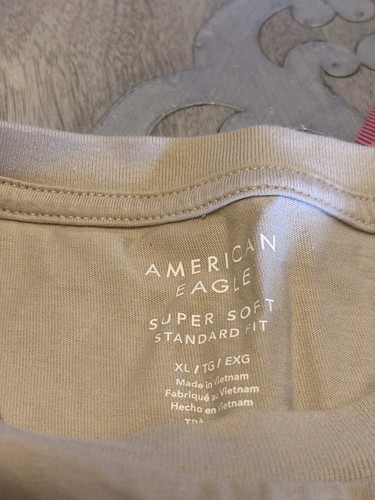 AMERICAN
EAGLE
SUPER SOFT
STANDARD FIT
XL / TG / EXG
Made in Vietnam
Fabriqué au Vietnam
Hecho en Vietnam